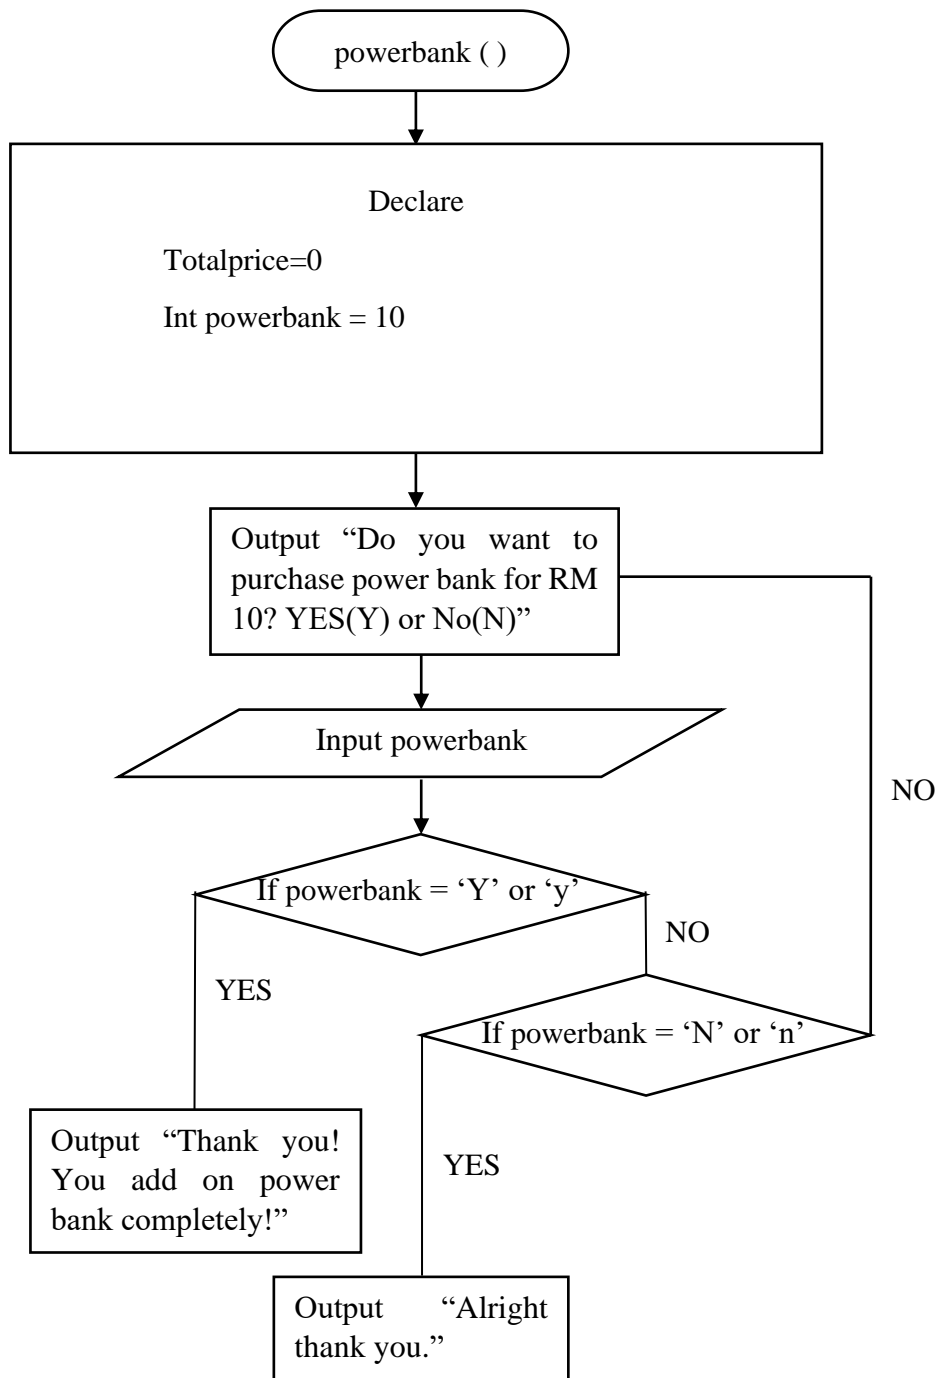 powerbank ( )
Declare
Totalprice=0
Int powerbank = 10
Output “Do you want to
purchase power bank for RM
10? YES(Y) or No(N)”
Input powerbank
NO
If powerbank = ‘Y’ or ‘y’
NO
YES
If powerbank = ‘N’ or ‘n’
Output “Thank you!
You add on power
bank completely!”
YES
Output “Alright
thank you.”